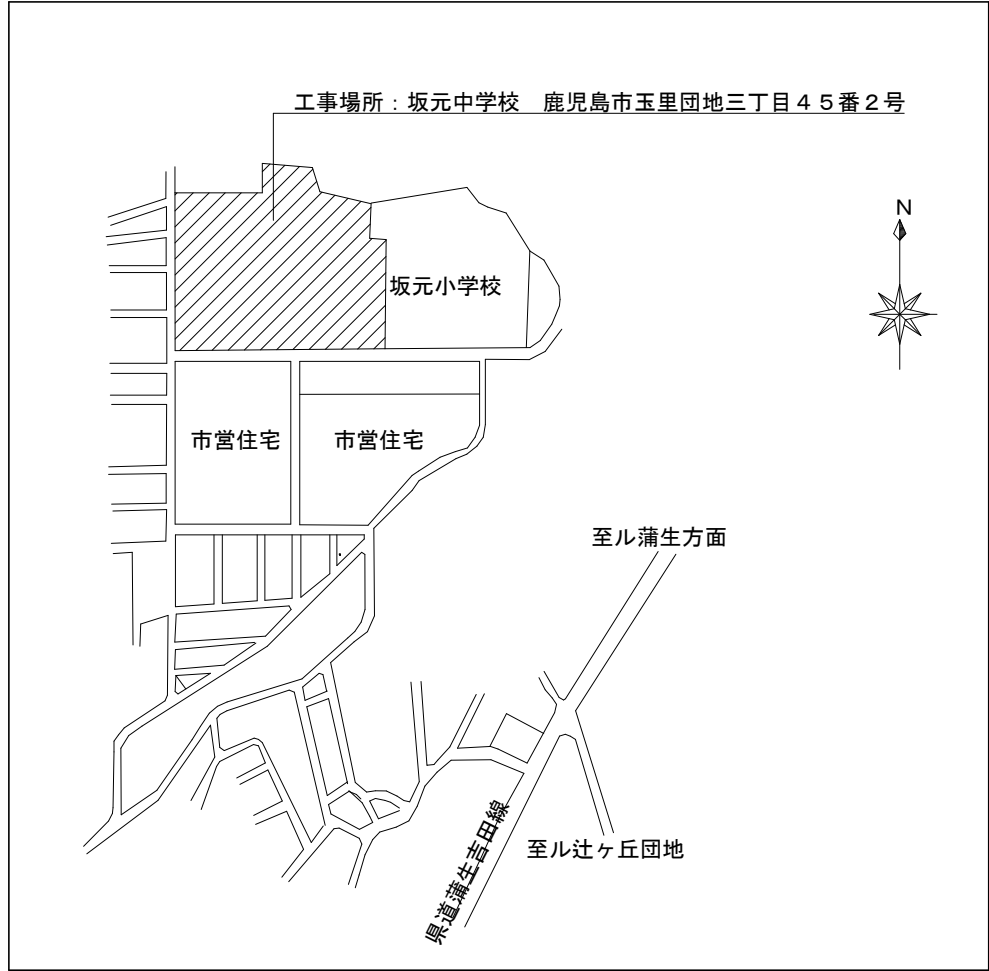 工事場所：坂元中学校　鹿児島市玉里団地三丁目４５番２号
N
坂元小学校
市営住宅
市営住宅
至ル蒲生方面
県道蒲生吉田線
至ル辻ヶ丘団地